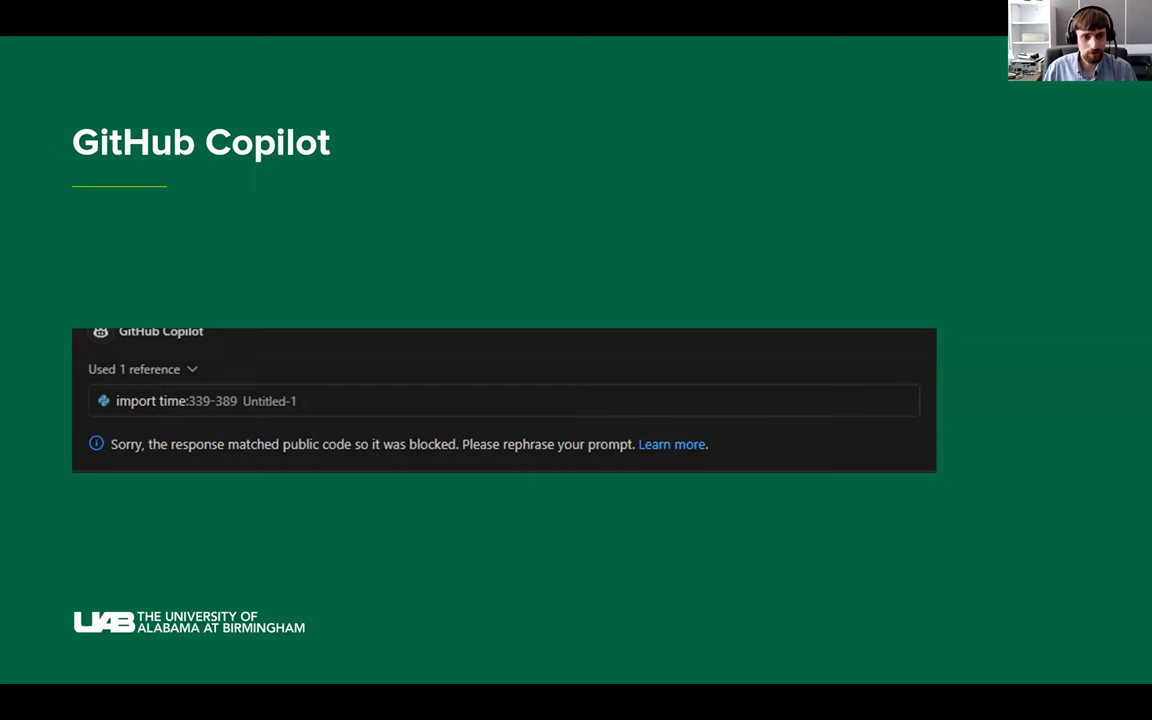 GitHub Copilot
GitHub Copilot
Used 1 reference
import time:339-389 Untitled-1
Sorry, the response matched public code so it was blocked. Please rephrase your prompt. Learn more.
UAB THE UNIVERSITY OF
ALABAMA AT BIRMINGHAM